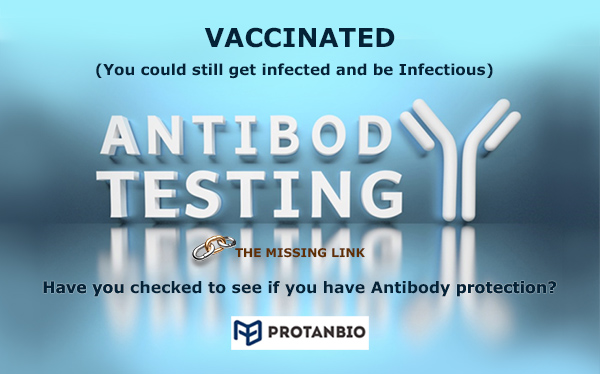 VACCINATED
(You could still get infected and be Infectious)
ANTIBODY
TESTING
THE MISSING LINK
Have you checked to see if you have Antibody protection?
PROTANBIO